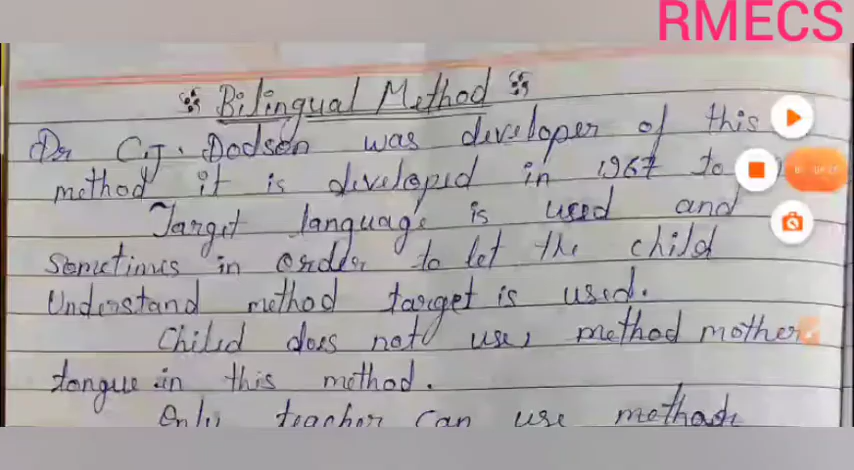 RMECS
Bilingual Method
Dr C.J. Dodson was developer of this
method it is developed in 1967 to
Target language is used and
Sometimes in order to let the child
Understand method target is used.
Chiled does not use, method mother
tongue in this method.
Only teacher can use